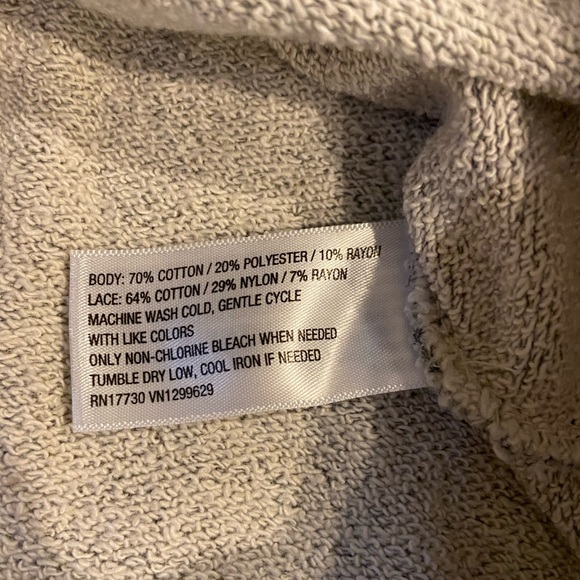 BODY: 70% COTTON / 20% POLYESTER / 10% RAYON
LACE: 64% COTTON / 29% NYLON / 7% RAYON
MACHINE WASH COLD, GENTLE CYCLE
WITH LIKE COLORS
ONLY NON-CHLORINE BLEACH WHEN NEEDED
TUMBLE DRY LOW, COOL IRON IF NEEDED
RN17730 VN1299629